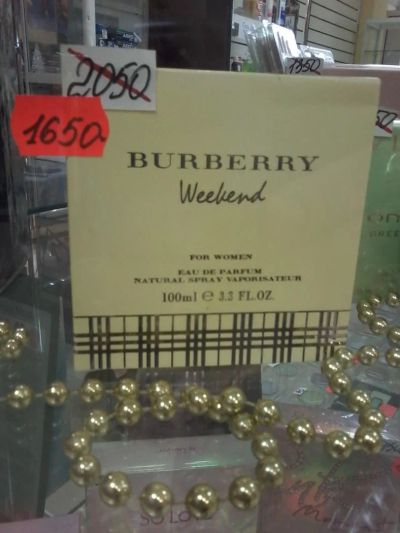 2050
1650-
1350
BURBERRY
Weekend
FOR WOMEN
EAU DE PARFUM
NATURAL SPRAY VAPORISATEUR
100ml e 3.3 FL.OZ.
SO LOVE